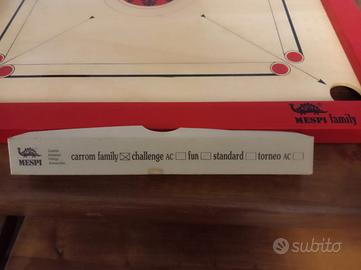 MESPI family
carrom family ☒ challenge AC ☐ fun ☐ standard ☐ torneo AC ☐
MESPI
subito